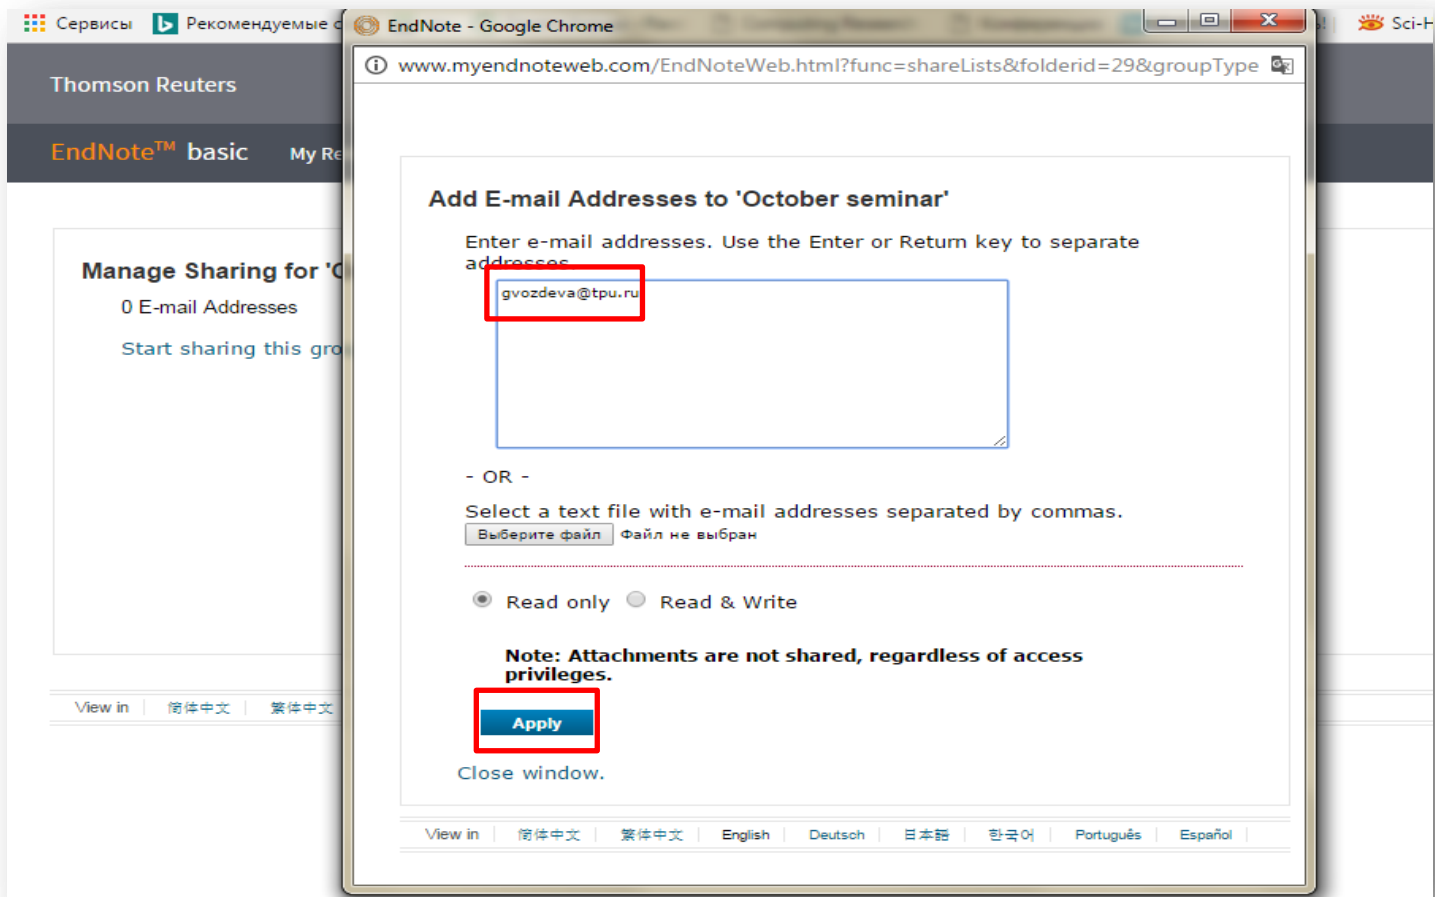 Сервисы
Рекомендуемые с
EndNote - Google Chrome
Sci-H
www.myendnoteweb.com/EndNoteWeb.html?func=shareLists&folderid=29&groupType
Thomson Reuters
EndNote™ basic
My Re
Add E-mail Addresses to 'October seminar'
Enter e-mail addresses. Use the Enter or Return key to separate
addresses.
gvozdeva@tpu.ru
Manage Sharing for 'O
0 E-mail Addresses
Start sharing this gro
- OR -
Select a text file with e-mail addresses separated by commas.
Выберите файл Файл не выбран
Read only Read & Write
Note: Attachments are not shared, regardless of access
privileges.
Apply
Close window.
View in 简体中文 繁体中文
View in 简体中文 繁体中文 English Deutsch 日本語 한국어 Português Español